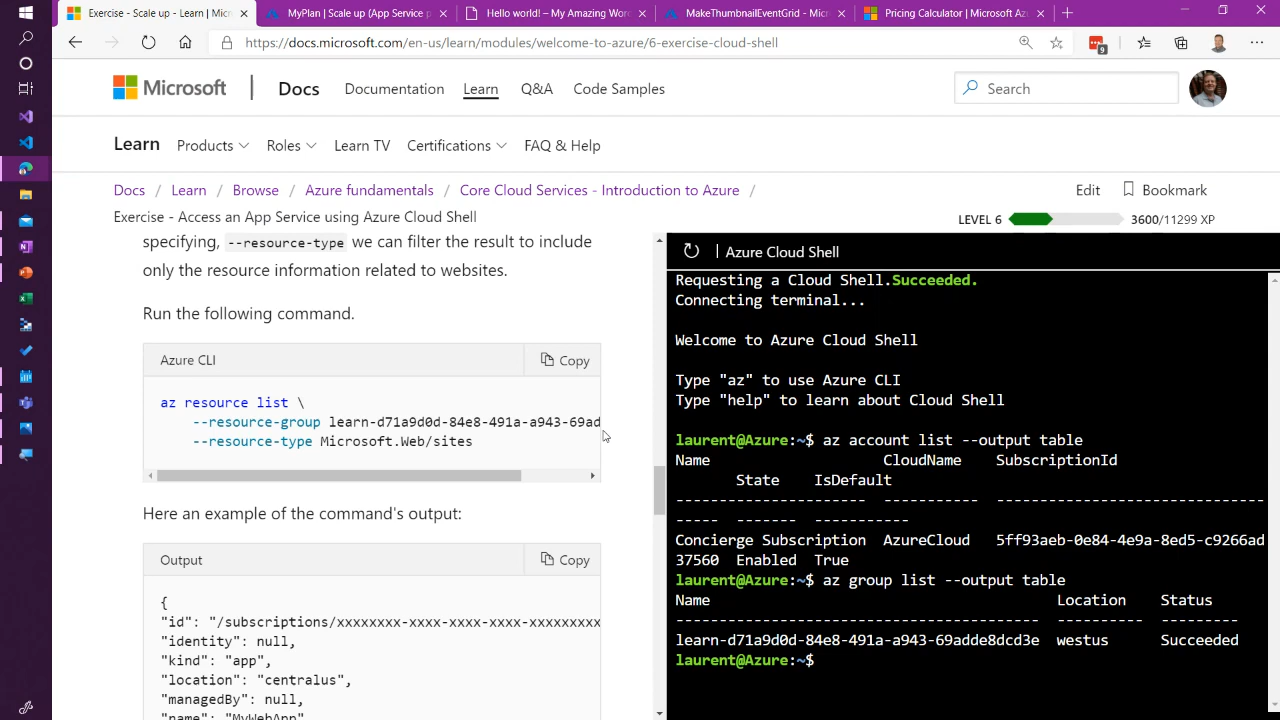 Exercise - Scale up - Learn | Micro
MyPlan | Scale up (App Service p
Hello world! – My Amazing Wor
MakeThumbnailEventGrid - Micr
Pricing Calculator | Microsoft Az
https://docs.microsoft.com/en-us/learn/modules/welcome-to-azure/6-exercise-cloud-shell
9
Microsoft
Docs
Documentation
Learn
Q&A
Code Samples
Search
Learn
Products
Roles
Learn TV
Certifications
FAQ & Help
Docs / Learn / Browse / Azure fundamentals / Core Cloud Services - Introduction to Azure /
Edit
Bookmark
Exercise - Access an App Service using Azure Cloud Shell
LEVEL 6
3600/11299 XP
specifying, --resource-type we can filter the result to include
only the resource information related to websites.
Run the following command.
Azure CLI
Copy
az resource list \
--resource-group learn-d71a9d0d-84e8-491a-a943-69ad
--resource-type Microsoft.Web/sites
Here an example of the command's output:
Output
Copy
{
"id": "/subscriptions/xxxxxxxx-xxxx-xxxx-xxxx-xxxxxxxxx
"identity": null,
"kind": "app",
"location": "centralus",
"managedBy": null,
"name": "MyWebApp"
| Azure Cloud Shell
Requesting a Cloud Shell.Succeeded.
Connecting terminal...
Welcome to Azure Cloud Shell
Type "az" to use Azure CLI
Type "help" to learn about Cloud Shell
laurent@Azure:~$ az account list --output table
Name CloudName SubscriptionId
State IsDefault
----------------------- ----------- -------------------------------
----- ------- -----------
Concierge Subscription AzureCloud 5ff93aeb-0e84-4e9a-8ed5-c9266ad
37560 Enabled True
laurent@Azure:~$ az group list --output table
Name Location Status
------------------------------------------ ---------- ---------
learn-d71a9d0d-84e8-491a-a943-69adde8dcd3e westus Succeeded
laurent@Azure:~$